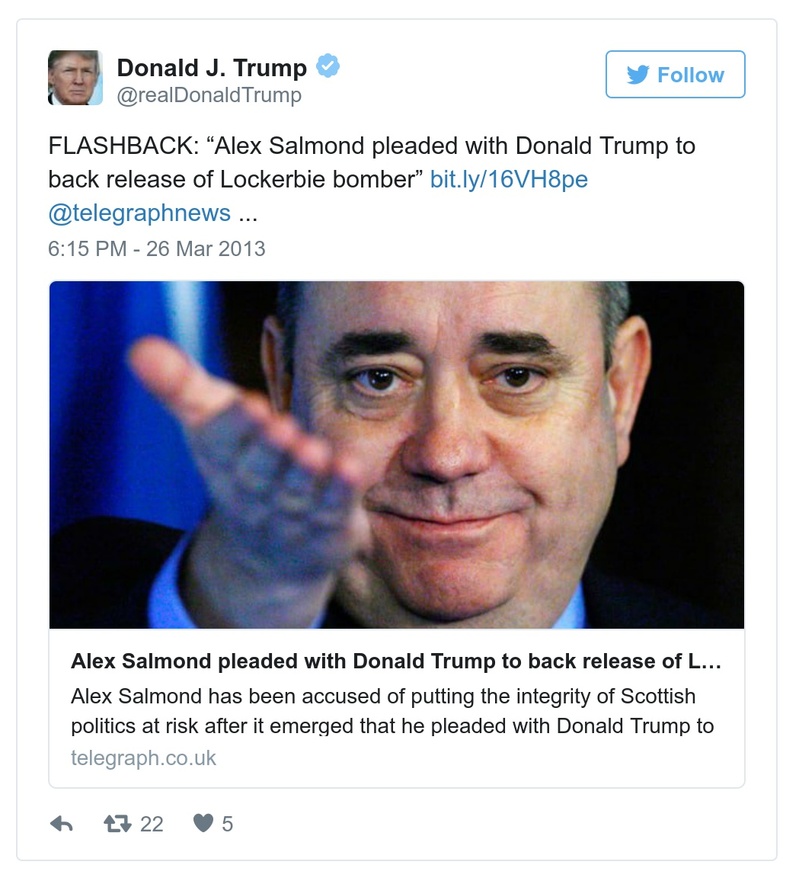 Donald J. Trump
@realDonaldTrump
Follow
FLASHBACK: “Alex Salmond pleaded with Donald Trump to
back release of Lockerbie bomber” bit.ly/16VH8pe
@telegraphnews ...
6:15 PM - 26 Mar 2013
Alex Salmond pleaded with Donald Trump to back release of L…
Alex Salmond has been accused of putting the integrity of Scottish
politics at risk after it emerged that he pleaded with Donald Trump to
telegraph.co.uk
22
5